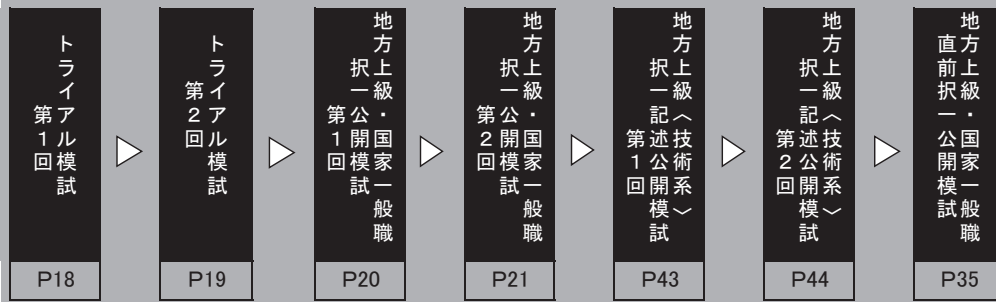 トライアル模試
第1回
P18
トライアル模試
第2回
P19
地方上級・国家一般職
択一公開模試
第1回
P20
地方上級・国家一般職
択一公開模試
第2回
P21
地方上級〈技術系〉
択一記述公開模試
第1回
P43
地方上級〈技術系〉
択一記述公開模試
第2回
P44
地方上級・国家一般職
直前択一公開模試
P35